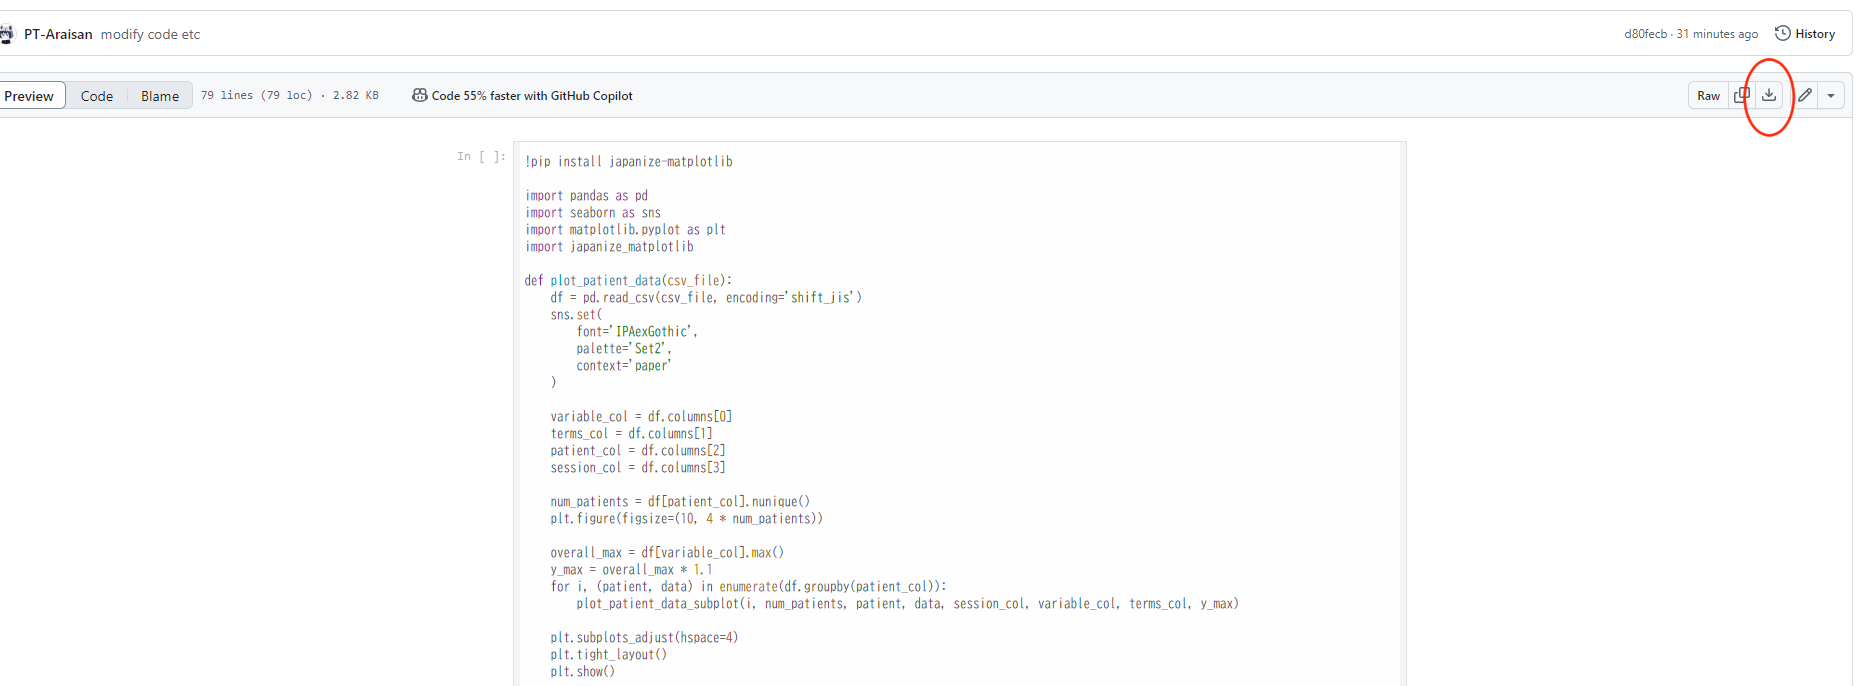 PT-Araisan modify code etc d80fecb · 31 minutes ago History
Preview Code Blame 79 lines (79 loc) · 2.82 KB Code 55% faster with GitHub Copilot Raw
In [ ]:
!pip install japanize-matplotlib
import pandas as pd
import seaborn as sns
import matplotlib.pyplot as plt
import japanize_matplotlib
def plot_patient_data(csv_file):
df = pd.read_csv(csv_file, encoding='shift_jis')
sns.set(
font='IPAexGothic',
palette='Set2',
context='paper'
)
variable_col = df.columns[0]
terms_col = df.columns[1]
patient_col = df.columns[2]
session_col = df.columns[3]
num_patients = df[patient_col].nunique()
plt.figure(figsize=(10, 4 * num_patients))
overall_max = df[variable_col].max()
y_max = overall_max * 1.1
for i, (patient, data) in enumerate(df.groupby(patient_col)):
plot_patient_data_subplot(i, num_patients, patient, data, session_col, variable_col, terms_col, y_max)
plt.subplots_adjust(hspace=4)
plt.tight_layout()
plt.show()